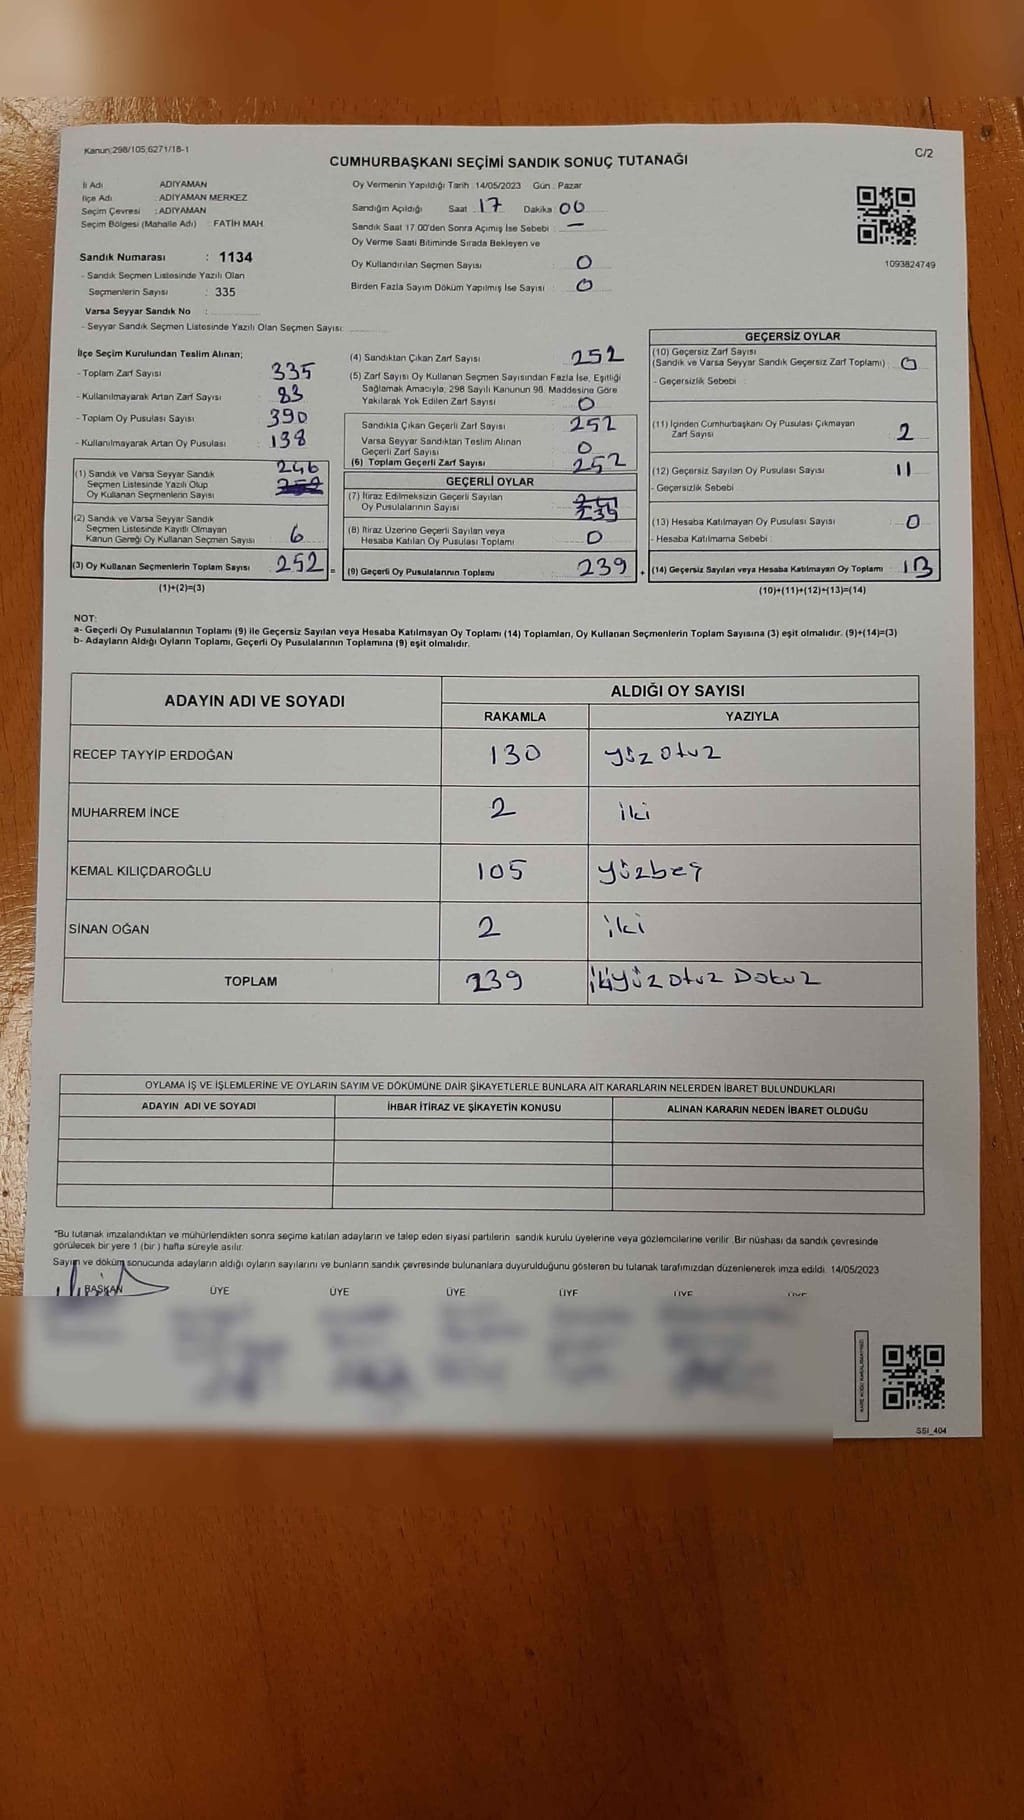 Kanun:298/105,6271/18-1
C/2
CUMHURBAŞKANI SEÇİMİ SANDIK SONUÇ TUTANAĞI
İl Adı ADIYAMAN
İlçe Adı : ADIYAMAN MERKEZ
Seçim Çevresi : ADIYAMAN
Seçim Bölgesi (Mahalle Adı) : FATİH MAH
Sandık Numarası : 1134
- Sandık Seçmen Listesinde Yazılı Olan
Seçmenlerin Sayısı : 335
Varsa Seyyar Sandık No :
- Seyyar Sandık Seçmen Listesinde Yazılı Olan Seçmen Sayısı:
Oy Vermenin Yapıldığı Tarih : 14/05/2023 Gün : Pazar
Sandığın Açıldığı Saat : 17 Dakika : 00
Sandık Saat 17.00'den Sonra Açımış İse Sebebi : —
Oy Verme Saati Bitiminde Sırada Bekleyen ve
Oy Kullandırılan Seçmen Sayısı : 0
Birden Fazla Sayım Döküm Yapılmış İse Sayısı : 0
1093824749
İlçe Seçim Kurulundan Teslim Alınan;
- Toplam Zarf Sayısı : 335
- Kullanılmayarak Artan Zarf Sayısı : 83
- Toplam Oy Pusulası Sayısı : 390
- Kullanılmayarak Artan Oy Pusulası : 138
(1) Sandık ve Varsa Seyyar Sandık 246
Seçmen Listesinde Yazılı Olup
Oy Kullanan Seçmenlerin Sayısı
(2) Sandık ve Varsa Seyyar Sandık
Seçmen Listesinde Kayıtlı Olmayan
Kanun Gereği Oy Kullanan Seçmen Sayısı 6
(3) Oy Kullanan Seçmenlerin Toplam Sayısı 252 =
(1)+(2)=(3)
(4) Sandıktan Çıkan Zarf Sayısı 252
(5) Zarf Sayısı Oy Kullanan Seçmen Sayısından Fazla İse, Eşitliği
Sağlamak Amacıyla; 298 Sayılı Kanunun 98. Maddesine Göre
Yakılarak Yok Edilen Zarf Sayısı 0
Sandıkla Çıkan Geçerli Zarf Sayısı 252
Varsa Seyyar Sandıktan Teslim Alınan
Geçerli Zarf Sayısı 0
(6) Toplam Geçerli Zarf Sayısı 252
GEÇERLİ OYLAR
(7) İtiraz Edilmeksizin Geçerli Sayılan
Oy Pusulalarının Sayısı 239
(8) İtiraz Üzerine Geçerli Sayılan veya
Hesaba Katılan Oy Pusulası Toplamı 0
(9) Geçerli Oy Pusulalarının Toplamı 239 +
GEÇERSİZ OYLAR
(10) Geçersiz Zarf Sayısı
(Sandık ve Varsa Seyyar Sandık Geçersiz Zarf Toplamı) : 0
- Geçersizlik Sebebi :
(11) İçinden Cumhurbaşkanı Oy Pusulası Çıkmayan
Zarf Sayısı 2
(12) Geçersiz Sayılan Oy Pusulası Sayısı 11
- Geçersizlik Sebebi
(13) Hesaba Katılmayan Oy Pusulası Sayısı 0
- Hesaba Katılmama Sebebi :
(14) Geçersiz Sayılan veya Hesaba Katılmayan Oy Toplamı 13
(10)+(11)+(12)+(13)=(14)
NOT:
a- Geçerli Oy Pusulalarının Toplamı (9) ile Geçersiz Sayılan veya Hesaba Katılmayan Oy Toplamı (14) Toplamları, Oy Kullanan Seçmenlerin Toplam Sayısına (3) eşit olmalıdır. (9)+(14)=(3)
b- Adayların Aldığı Oyların Toplamı, Geçerli Oy Pusulalarının Toplamına (9) eşit olmalıdır.
ADAYIN ADI VE SOYADI ALDIĞI OY SAYISI
RAKAMLA YAZIYLA
RECEP TAYYİP ERDOĞAN 130 yüz otuz
MUHARREM İNCE 2 iki
KEMAL KILIÇDAROĞLU 105 yüzbeş
SİNAN OĞAN 2 iki
TOPLAM 239 ikiyüz otuz Dokuz
OYLAMA İŞ VE İŞLEMLERİNE VE OYLARIN SAYIM VE DÖKÜMÜNE DAİR ŞİKAYETLERLE BUNLARA AİT KARARLARIN NELERDEN İBARET BULUNDUKLARI
ADAYIN ADI VE SOYADI İHBAR İTİRAZ VE ŞİKAYETİN KONUSU ALINAN KARARIN NEDEN İBARET OLDUĞU
*Bu tutanak imzalandıktan ve mühürlendikten sonra seçime katılan adayların ve talep eden siyasi partilerin sandık kurulu üyelerine veya gözlemcilerine verilir. Bir nüshası da sandık çevresinde
görülecek bir yere 1 (bir) hafta süreyle asılır.
Sayım ve döküm sonucunda adayların aldığı oyların sayılarını ve bunların sandık çevresinde bulunanlara duyurulduğunu gösteren bu tutanak tarafımızdan düzenlenerek imza edildi. 14/05/2023
BAŞKAN ÜYE ÜYE ÜYE ÜYE ÜYE ÜYE
SSI_404